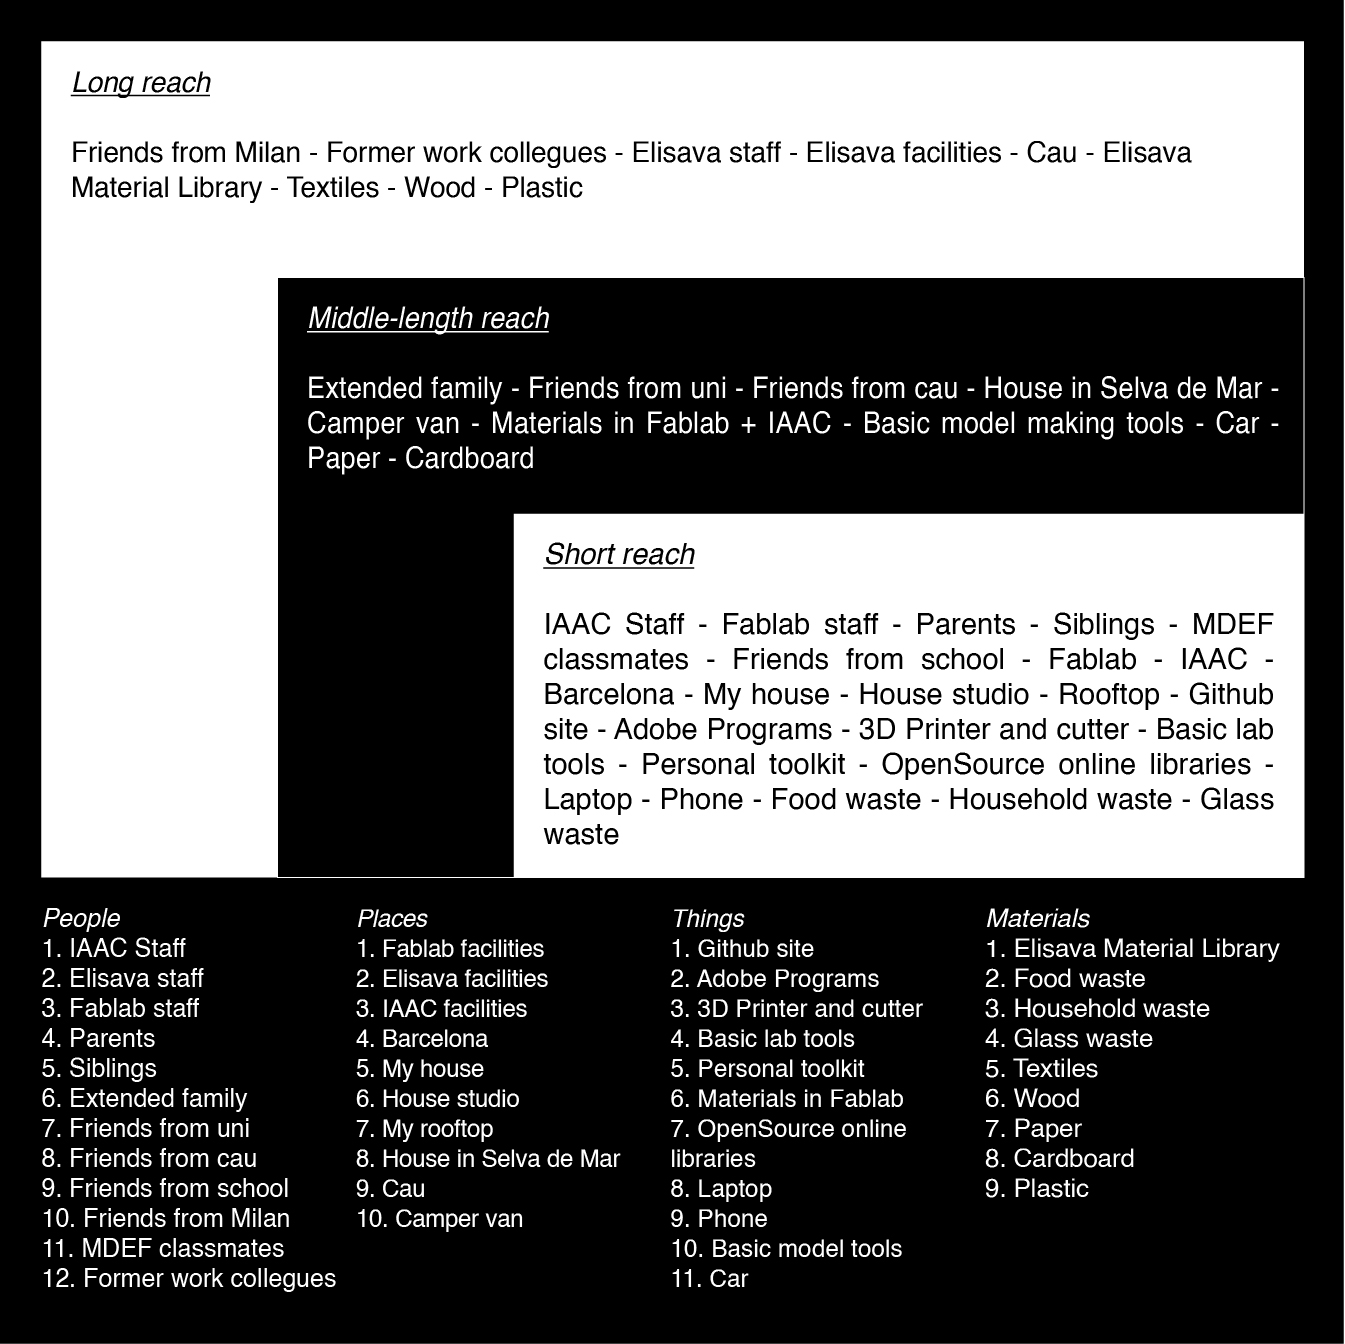 Long reach
Friends from Milan - Former work collegues - Elisava staff - Elisava facilities - Cau - Elisava
Material Library - Textiles - Wood - Plastic
Middle-length reach
Extended family - Friends from uni - Friends from cau - House in Selva de Mar -
Camper van - Materials in Fablab + IAAC - Basic model making tools - Car -
Paper - Cardboard
Short reach
IAAC Staff - Fablab staff - Parents - Siblings - MDEF
classmates - Friends from school - Fablab - IAAC -
Barcelona - My house - House studio - Rooftop - Github
site - Adobe Programs - 3D Printer and cutter - Basic lab
tools - Personal toolkit - OpenSource online libraries -
Laptop - Phone - Food waste - Household waste - Glass
waste
People
1. IAAC Staff
2. Elisava staff
3. Fablab staff
4. Parents
5. Siblings
6. Extended family
7. Friends from uni
8. Friends from cau
9. Friends from school
10. Friends from Milan
11. MDEF classmates
12. Former work collegues
Places
1. Fablab facilities
2. Elisava facilities
3. IAAC facilities
4. Barcelona
5. My house
6. House studio
7. My rooftop
8. House in Selva de Mar
9. Cau
10. Camper van
Things
1. Github site
2. Adobe Programs
3. 3D Printer and cutter
4. Basic lab tools
5. Personal toolkit
6. Materials in Fablab
7. OpenSource online
libraries
8. Laptop
9. Phone
10. Basic model tools
11. Car
Materials
1. Elisava Material Library
2. Food waste
3. Household waste
4. Glass waste
5. Textiles
6. Wood
7. Paper
8. Cardboard
9. Plastic